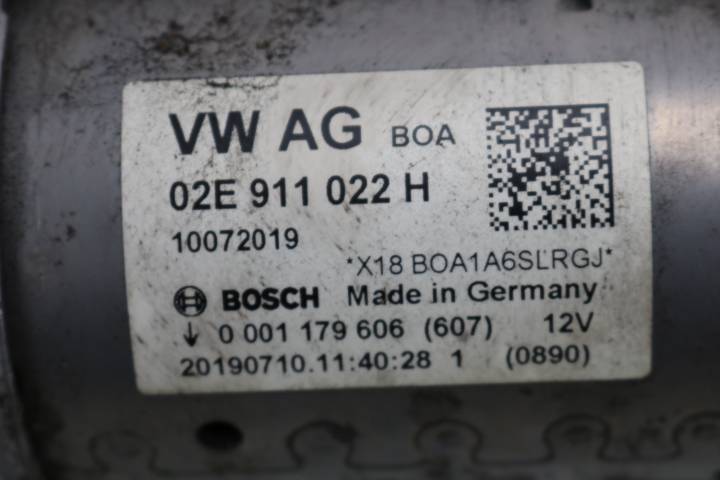 VW AG BOA
02E 911 022 H
10072019
*X18 BOA1A6SLRGJ*
BOSCH Made in Germany
↓ 0 001 179 606 (607) 12V
20190710.11:40:28 1 (0890)